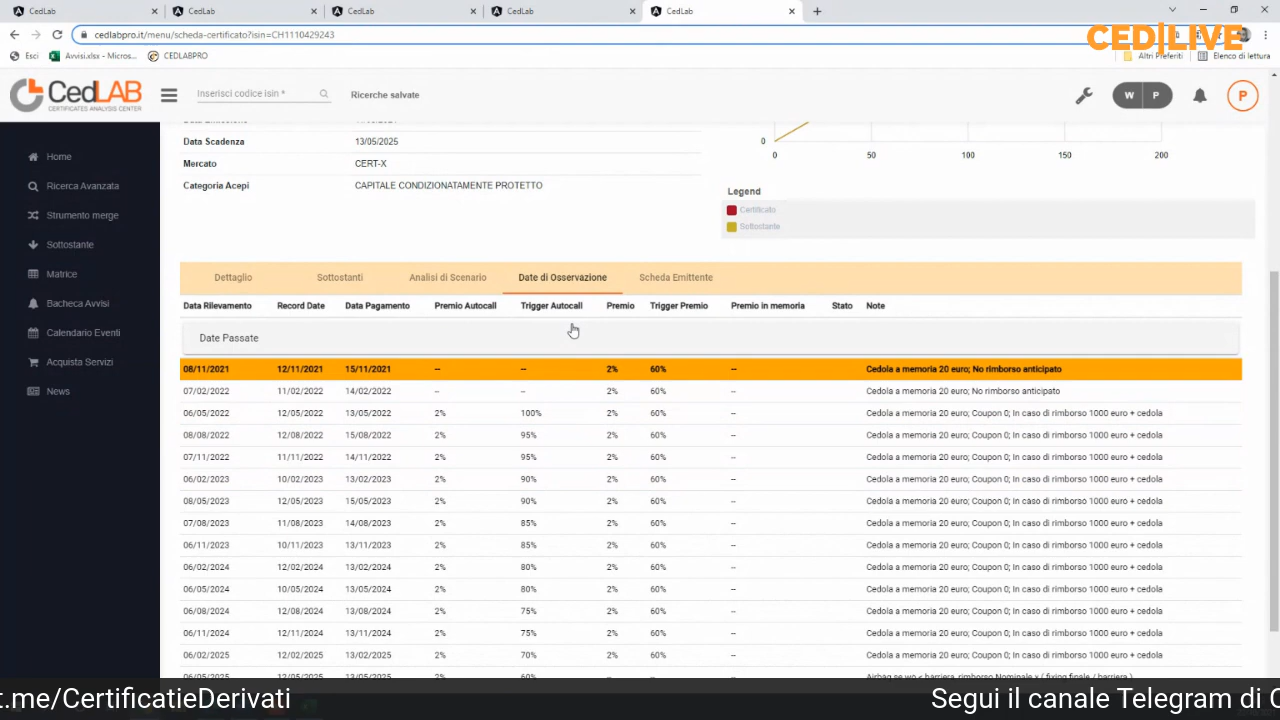 CedLab
CedLab
CedLab
CedLab
CedLab
cedlabpro.it/menu/scheda-certificato?isin=CH1110429243
CED|LIVE
Esci
Avvisi.xlsx - Micros...
CEDLABPRO
Altri Preferiti
Elenco di lettura
CedLAB
CERTIFICATES ANALYSIS CENTER
Inserisci codice isin *
Ricerche salvate
W P
P
Home
Ricerca Avanzata
Strumento merge
Sottostante
Matrice
Bacheca Avvisi
Calendario Eventi
Acquista Servizi
News
Data Scadenza 13/05/2025
Mercato CERT-X
Categoria Acepi CAPITALE CONDIZIONATAMENTE PROTETTO
0
0 50 100 150 200
Legend
Certificato
Sottostante
Dettaglio Sottostanti Analisi di Scenario Date di Osservazione Scheda Emittente
Data Rilevamento Record Date Data Pagamento Premio Autocall Trigger Autocall Premio Trigger Premio Premio in memoria Stato Note
Date Passate
08/11/2021 12/11/2021 15/11/2021 -- -- 2% 60% -- Cedola a memoria 20 euro; No rimborso anticipato
07/02/2022 11/02/2022 14/02/2022 -- -- 2% 60% -- Cedola a memoria 20 euro; No rimborso anticipato
06/05/2022 12/05/2022 13/05/2022 2% 100% 2% 60% -- Cedola a memoria 20 euro; Coupon 0; In caso di rimborso 1000 euro + cedola
08/08/2022 12/08/2022 15/08/2022 2% 95% 2% 60% -- Cedola a memoria 20 euro; Coupon 0; In caso di rimborso 1000 euro + cedola
07/11/2022 11/11/2022 14/11/2022 2% 95% 2% 60% -- Cedola a memoria 20 euro; Coupon 0; In caso di rimborso 1000 euro + cedola
06/02/2023 10/02/2023 13/02/2023 2% 90% 2% 60% -- Cedola a memoria 20 euro; Coupon 0; In caso di rimborso 1000 euro + cedola
08/05/2023 12/05/2023 15/05/2023 2% 90% 2% 60% -- Cedola a memoria 20 euro; Coupon 0; In caso di rimborso 1000 euro + cedola
07/08/2023 11/08/2023 14/08/2023 2% 85% 2% 60% -- Cedola a memoria 20 euro; Coupon 0; In caso di rimborso 1000 euro + cedola
06/11/2023 10/11/2023 13/11/2023 2% 85% 2% 60% -- Cedola a memoria 20 euro; Coupon 0; In caso di rimborso 1000 euro + cedola
06/02/2024 12/02/2024 13/02/2024 2% 80% 2% 60% -- Cedola a memoria 20 euro; Coupon 0; In caso di rimborso 1000 euro + cedola
06/05/2024 10/05/2024 13/05/2024 2% 80% 2% 60% -- Cedola a memoria 20 euro; Coupon 0; In caso di rimborso 1000 euro + cedola
06/08/2024 12/08/2024 13/08/2024 2% 75% 2% 60% -- Cedola a memoria 20 euro; Coupon 0; In caso di rimborso 1000 euro + cedola
06/11/2024 12/11/2024 13/11/2024 2% 75% 2% 60% -- Cedola a memoria 20 euro; Coupon 0; In caso di rimborso 1000 euro + cedola
06/02/2025 12/02/2025 13/02/2025 2% 70% 2% 60% -- Cedola a memoria 20 euro; Coupon 0; In caso di rimborso 1000 euro + cedola
06/05/2025 12/05/2025 13/05/2025 2% 60% -- Airbag se wo < barriera, rimborso Nominale x ( fixing finale / barriera )
t.me/CertificatieDerivati Segui il canale Telegram di C